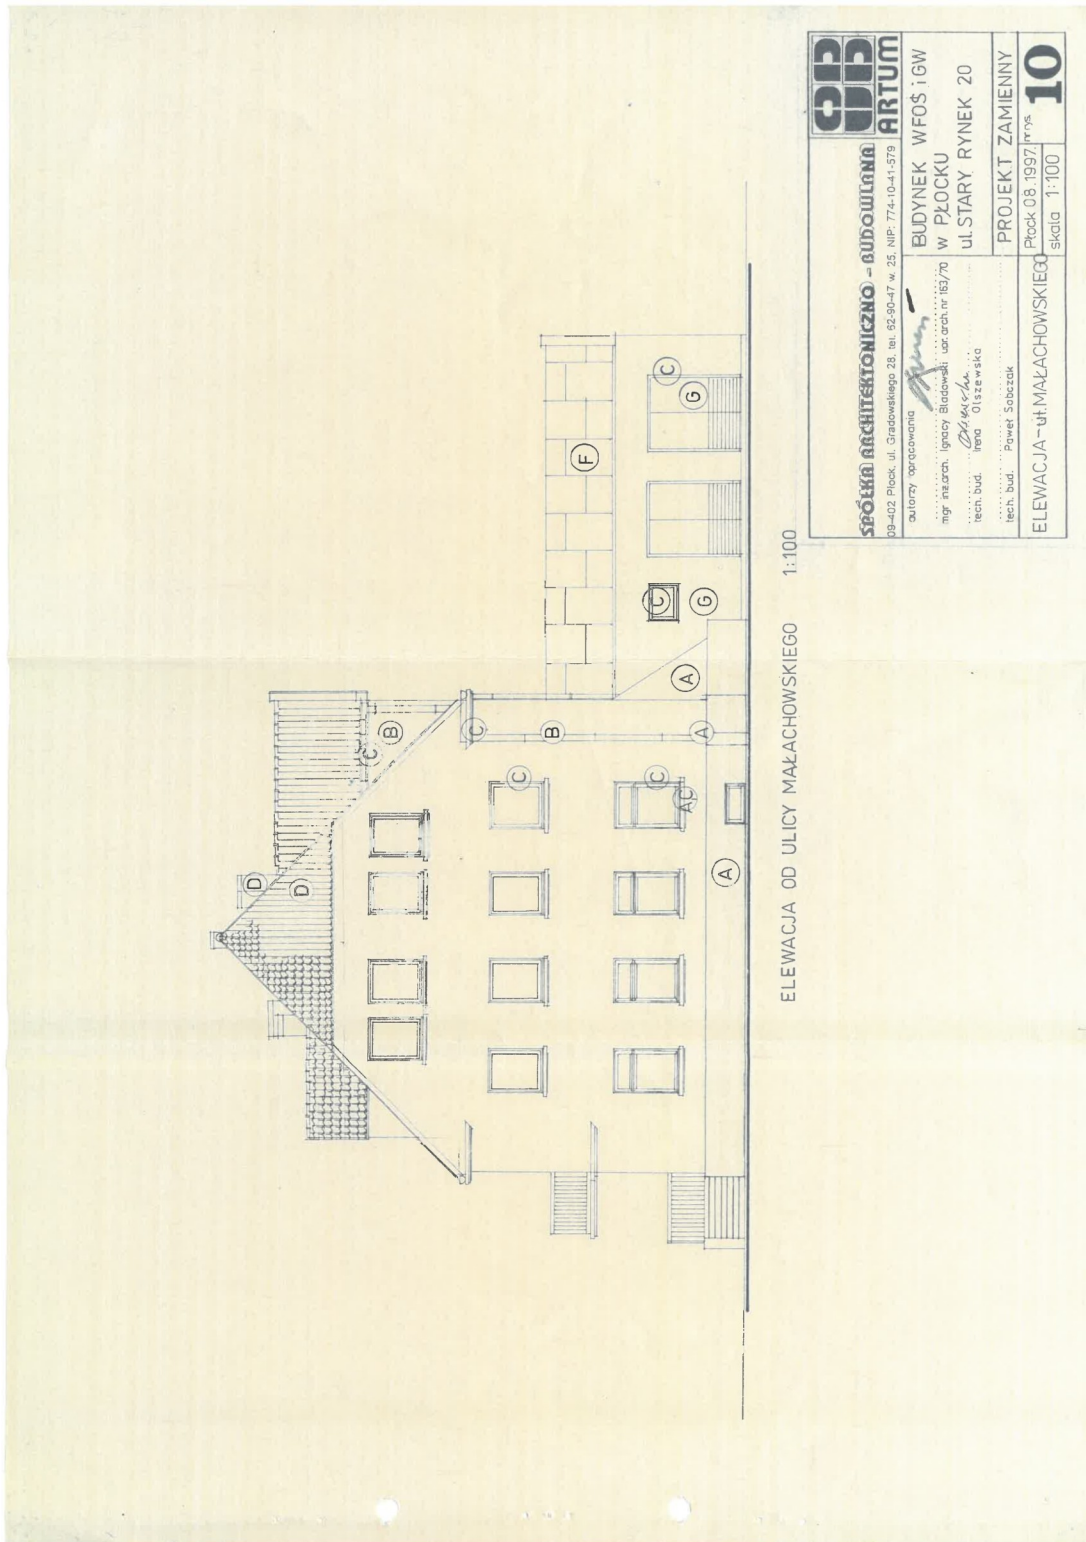 D
D
C
B
C
B
A
C
C
AC
A
A
F
C
G
C
G
ELEWACJA OD ULICY MAŁACHOWSKIEGO 1:100
ARTUM
SPÓŁKA ARCHITEKTONICZNO - BUDOWLANA
09-402 Płock, ul. Gradowskiego 28, tel. 62-90-47 w. 25, NIP: 774-10-41-579
autorzy opracowania
mgr inż.arch. Ignacy Bladowski upr.arch.nr 163/70
tech. bud. Irena Olszewska
tech. bud. Paweł Sobczak
BUDYNEK WFOŚ i GW
w PŁOCKU
ul. STARY RYNEK 20
PROJEKT ZAMIENNY
ELEWACJA-ul.MAŁACHOWSKIEGO
Płock 08.1997.
nr rys.
10
skala 1:100